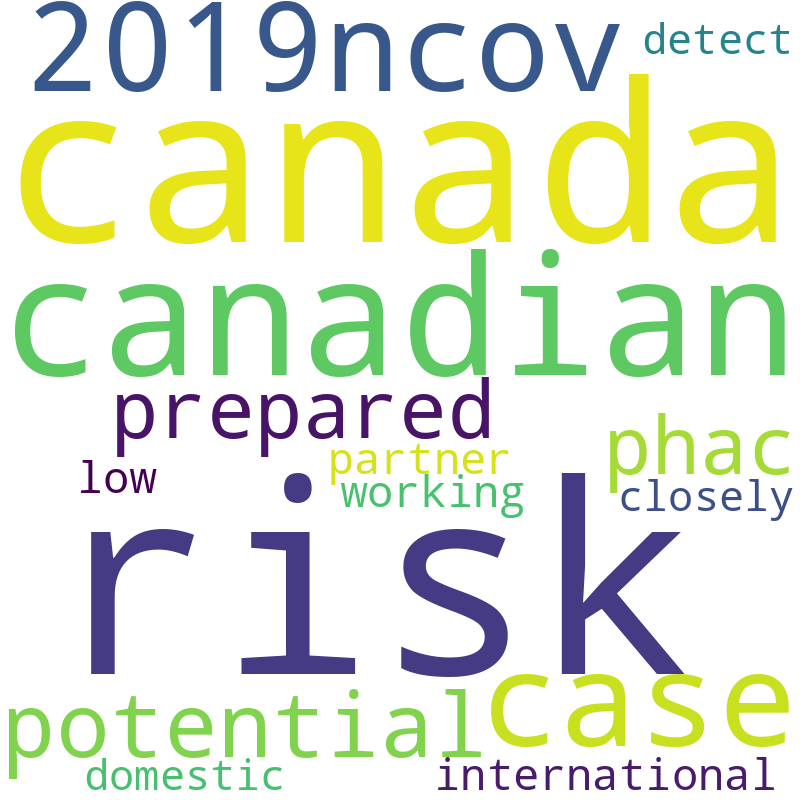 2019ncov detect
canada
canadian
prepared
partner phac
low working closely
risk
case
potential
domestic international